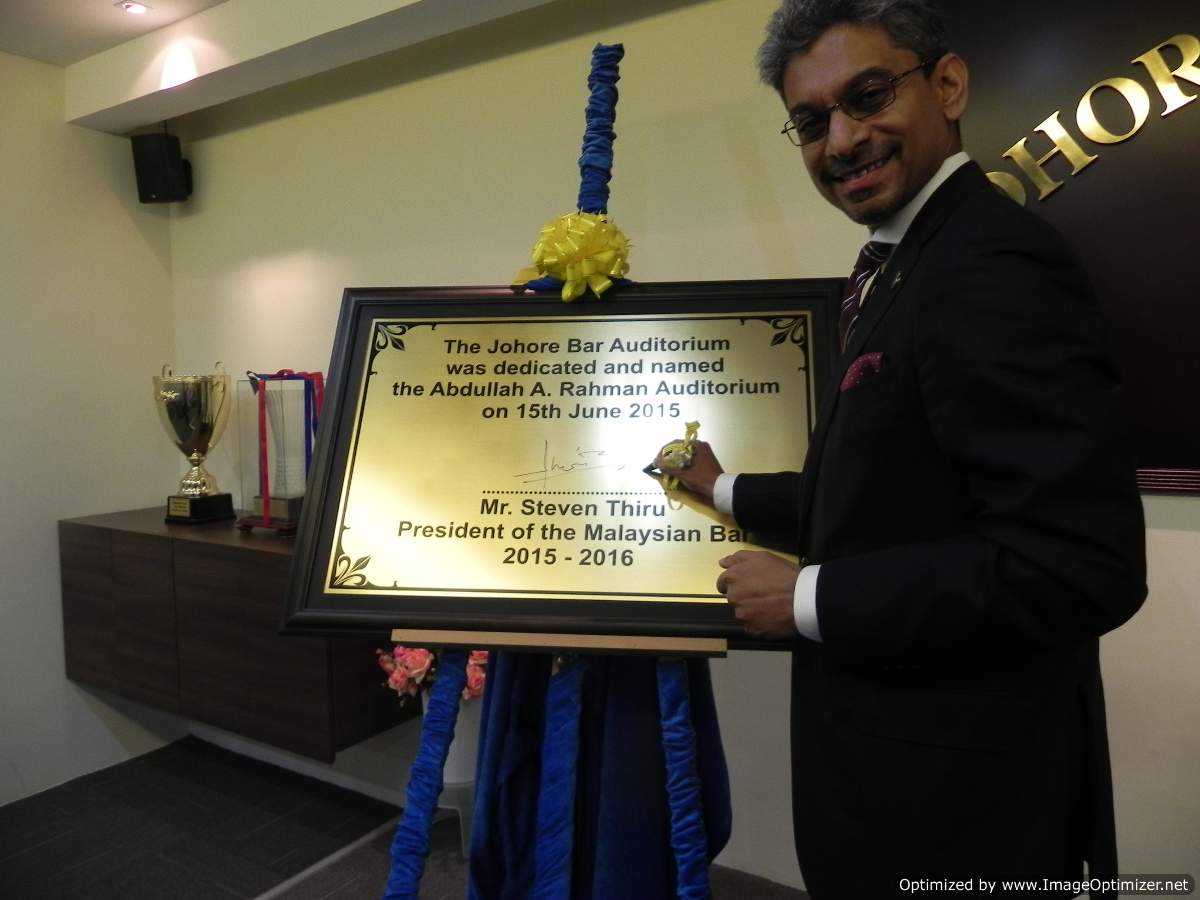 JOHOR
The Johore Bar Auditorium
was dedicated and named
the Abdullah A. Rahman Auditorium
on 15th June 2015
Mr. Steven Thiru
President of the Malaysian Bar
2015 - 2016
Optimized by www.ImageOptimizer.net